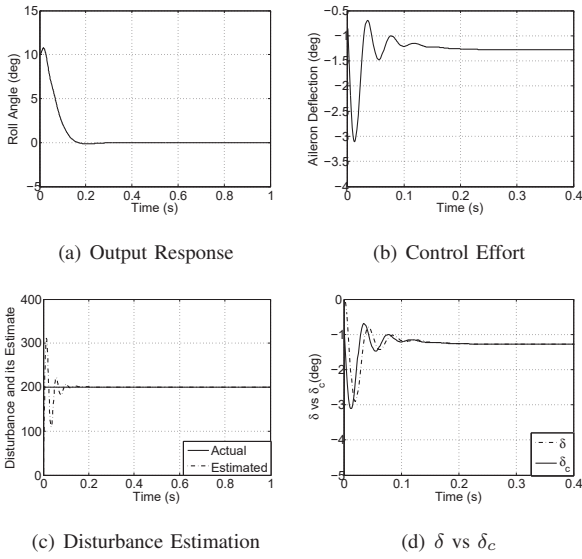 15
10
5
0
−5
0
0.2
0.4
0.6
0.8
1
Time (s)
Roll Angle (deg)
(a) Output Response
−0.5
−1
−1.5
−2
−2.5
−3
−3.5
−4
0
0.1
0.2
0.3
0.4
Time (s)
Aileron Deflection (deg)
(b) Control Effort
400
300
200
100
0
0
0.2
0.4
0.6
0.8
1
Time (s)
Disturbance and its Estimate
Actual
Estimated
(c) Disturbance Estimation
0
−1
−2
−3
−4
−5
0
0.1
0.2
0.3
0.4
Time (s)
δ vs δc(deg)
δ
δc
(d) δ vs δc